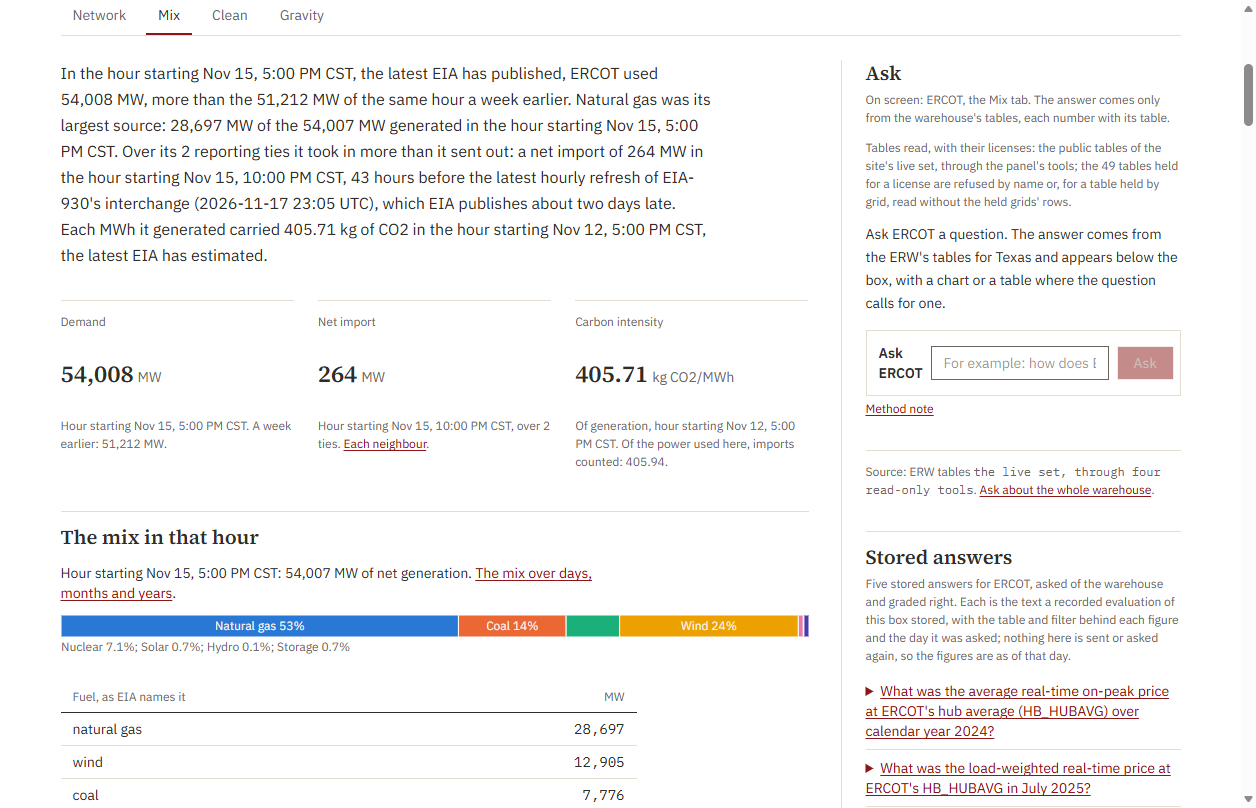 Network Mix Clean Gravity
In the hour starting Nov 15, 5:00 PM CST, the latest EIA has published, ERCOT used
54,008 MW, more than the 51,212 MW of the same hour a week earlier. Natural gas was its
largest source: 28,697 MW of the 54,007 MW generated in the hour starting Nov 15, 5:00
PM CST. Over its 2 reporting ties it took in more than it sent out: a net import of 264 MW in
the hour starting Nov 15, 10:00 PM CST, 43 hours before the latest hourly refresh of EIA-
930's interchange (2026-11-17 23:05 UTC), which EIA publishes about two days late.
Each MWh it generated carried 405.71 kg of CO2 in the hour starting Nov 12, 5:00 PM CST,
the latest EIA has estimated.
Demand
54,008 MW
Hour starting Nov 15, 5:00 PM CST. A week
earlier: 51,212 MW.
Net import
264 MW
Hour starting Nov 15, 10:00 PM CST, over 2
ties. Each neighbour.
Carbon intensity
405.71 kg CO2/MWh
Of generation, hour starting Nov 12, 5:00
PM CST. Of the power used here, imports
counted: 405.94.
The mix in that hour
Hour starting Nov 15, 5:00 PM CST: 54,007 MW of net generation. The mix over days,
months and years.
Natural gas 53% Coal 14% Wind 24%
Nuclear 7.1%; Solar 0.7%; Hydro 0.1%; Storage 0.7%
Fuel, as EIA names it MW
natural gas 28,697
wind 12,905
coal 7,776
Ask
On screen: ERCOT, the Mix tab. The answer comes only
from the warehouse's tables, each number with its table.
Tables read, with their licenses: the public tables of the
site's live set, through the panel's tools; the 49 tables held
for a license are refused by name or, for a table held by
grid, read without the held grids' rows.
Ask ERCOT a question. The answer comes from
the ERW's tables for Texas and appears below the
box, with a chart or a table where the question
calls for one.
Ask
ERCOT
For example: how does E
Ask
Method note
Source: ERW tables the live set, through four
read-only tools. Ask about the whole warehouse.
Stored answers
Five stored answers for ERCOT, asked of the warehouse
and graded right. Each is the text a recorded evaluation of
this box stored, with the table and filter behind each figure
and the day it was asked; nothing here is sent or asked
again, so the figures are as of that day.
What was the average real-time on-peak price
at ERCOT's hub average (HB_HUBAVG) over
calendar year 2024?
What was the load-weighted real-time price at
ERCOT's HB_HUBAVG in July 2025?